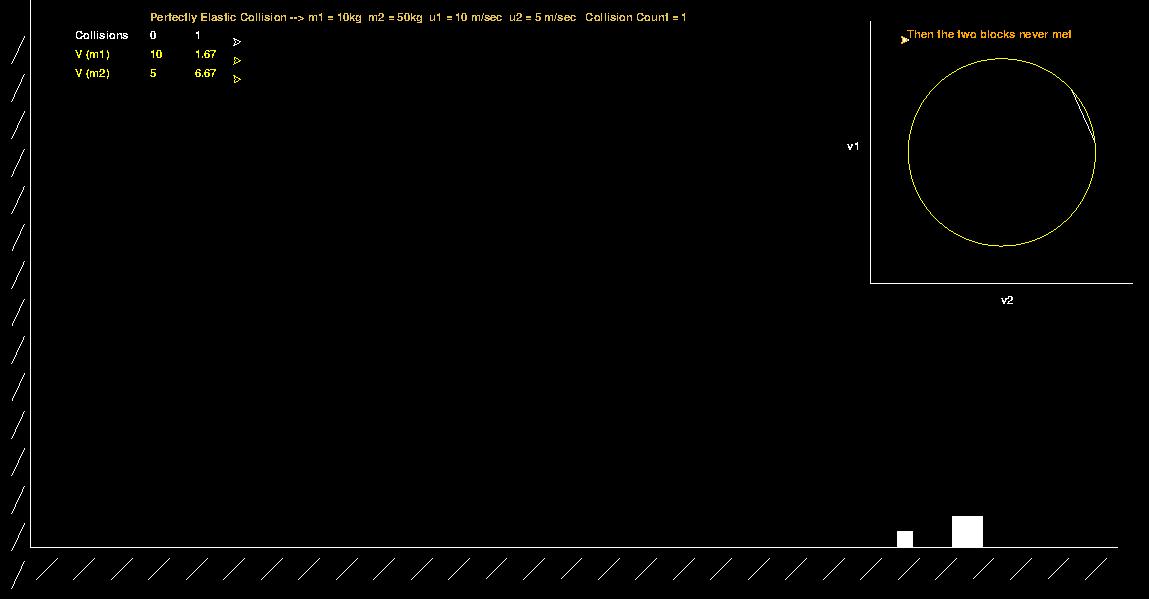 Perfectly Elastic Collision --> m1 = 10kg m2 = 50kg u1 = 10 m/sec u2 = 5 m/sec Collision Count = 1
Collisions 0 1
V (m1) 10 1.67
V (m2) 5 6.67
Then the two blocks never met
v1
v2